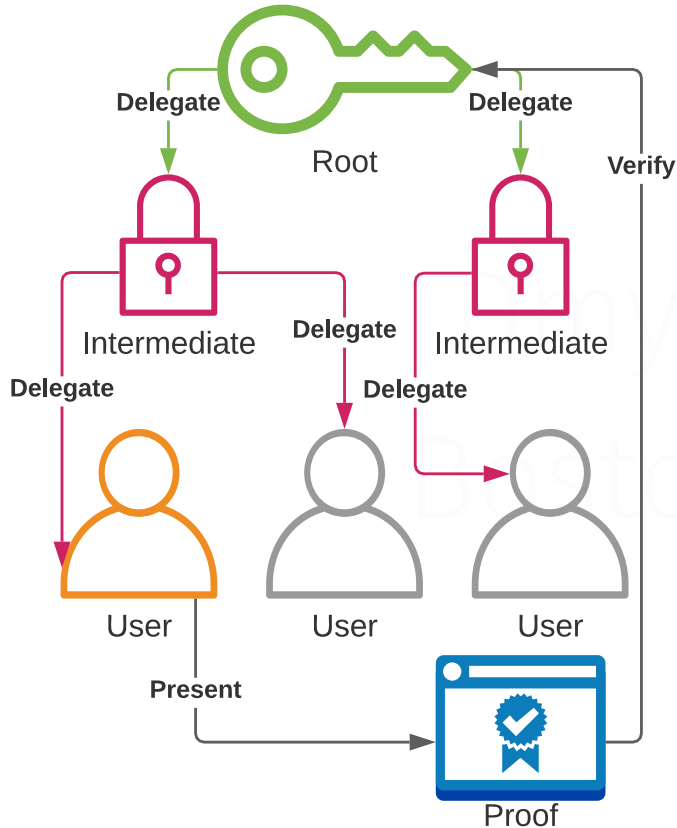 Delegate
Delegate
Root
Verify
Intermediate
Delegate
Intermediate
Delegate
Delegate
User
User
User
Present
Proof